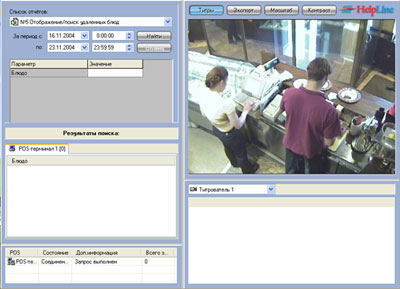 Список отчётов:
№5 Отображение/поиск удаленных блюд
За период с: 16.11.2004 0:00:00 Найти
по: 23.11.2004 23:59:59
Параметр Значение
Блюдо
Результаты поиска:
POS-терминал 1 [0]
Блюдо
POS Состояние Доп.информация Всего з...
POS-те... Соединен... Запрос выполнен 0
Титры Экспорт Масштаб Контраст HelpLine
Титрователь 1